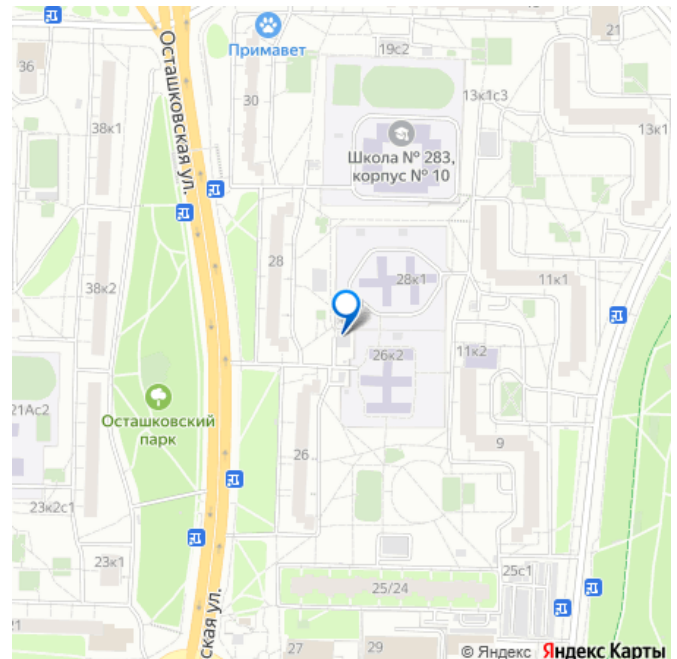 21
Примавет
19с2
36
Осташковская ул.
30
13к1с3
38к1
13к1
Школа № 283,
корпус № 10
28
28к1
11к1
38к2
26к2
11к2
21Ас2
Осташковский
парк
9
26
23к2с1
23к1
25с1
25/24
21
ская ул.
27
29
© Яндекс Яндекс Карты